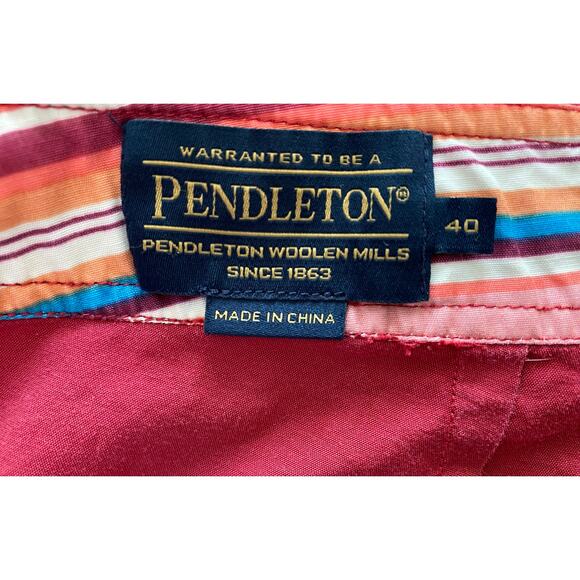 WARRANTED TO BE A
PENDLETON®
PENDLETON WOOLEN MILLS
SINCE 1863
40
MADE IN CHINA